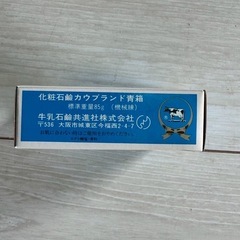 化粧石鹸カウブランド青箱
標準重量85g (機械練)
牛乳石鹸共進社株式会社
〒536 大阪市城東区今福西2-4-7